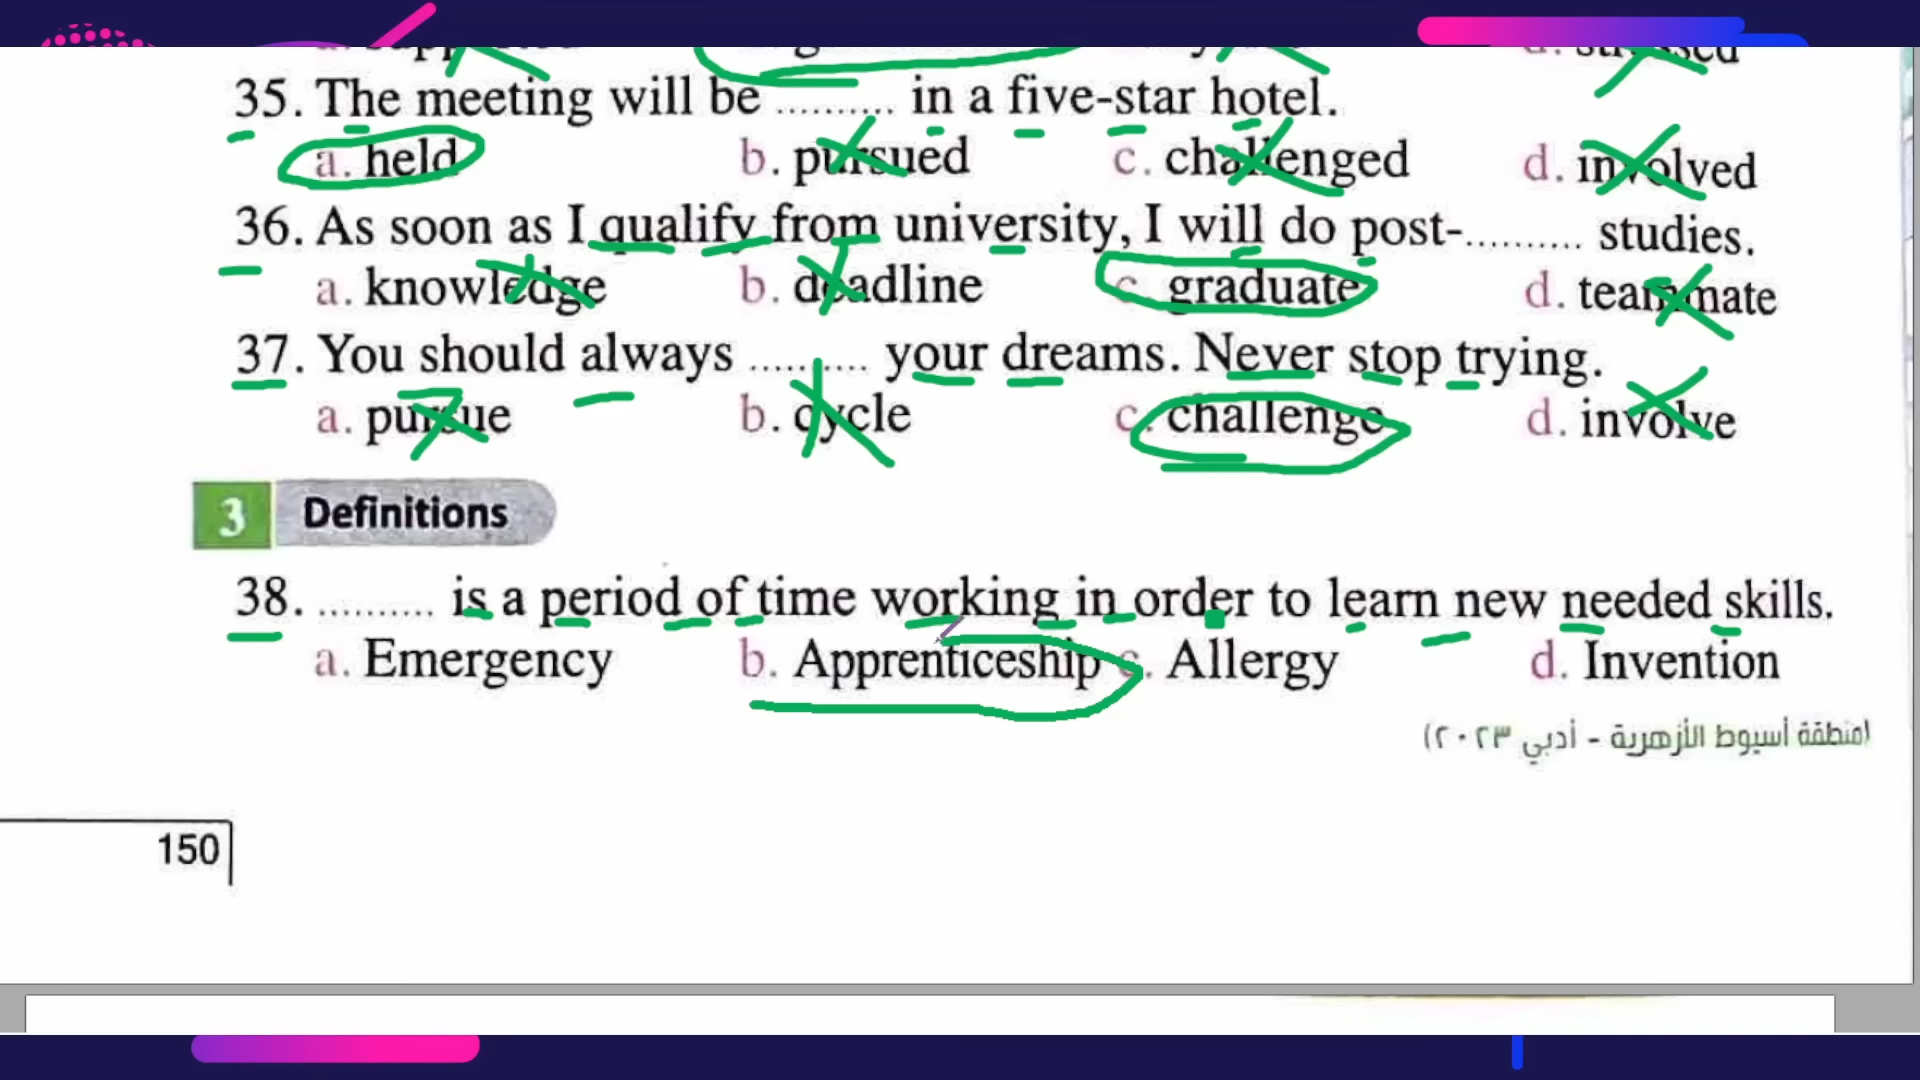 35. The meeting will be .......... in a five-star hotel.
a. held b. pursued c. challenged d. involved
36. As soon as I qualify from university, I will do post-.......... studies.
a. knowledge b. deadline c. graduate d. teammate
37. You should always .......... your dreams. Never stop trying.
a. pursue b. cycle c. challenge d. involve
3 Definitions
38. .......... is a period of time working in order to learn new needed skills.
a. Emergency b. Apprenticeship c. Allergy d. Invention
(منطقة أسيوط الأزهرية - أدبي ٢٠٢٣)
150